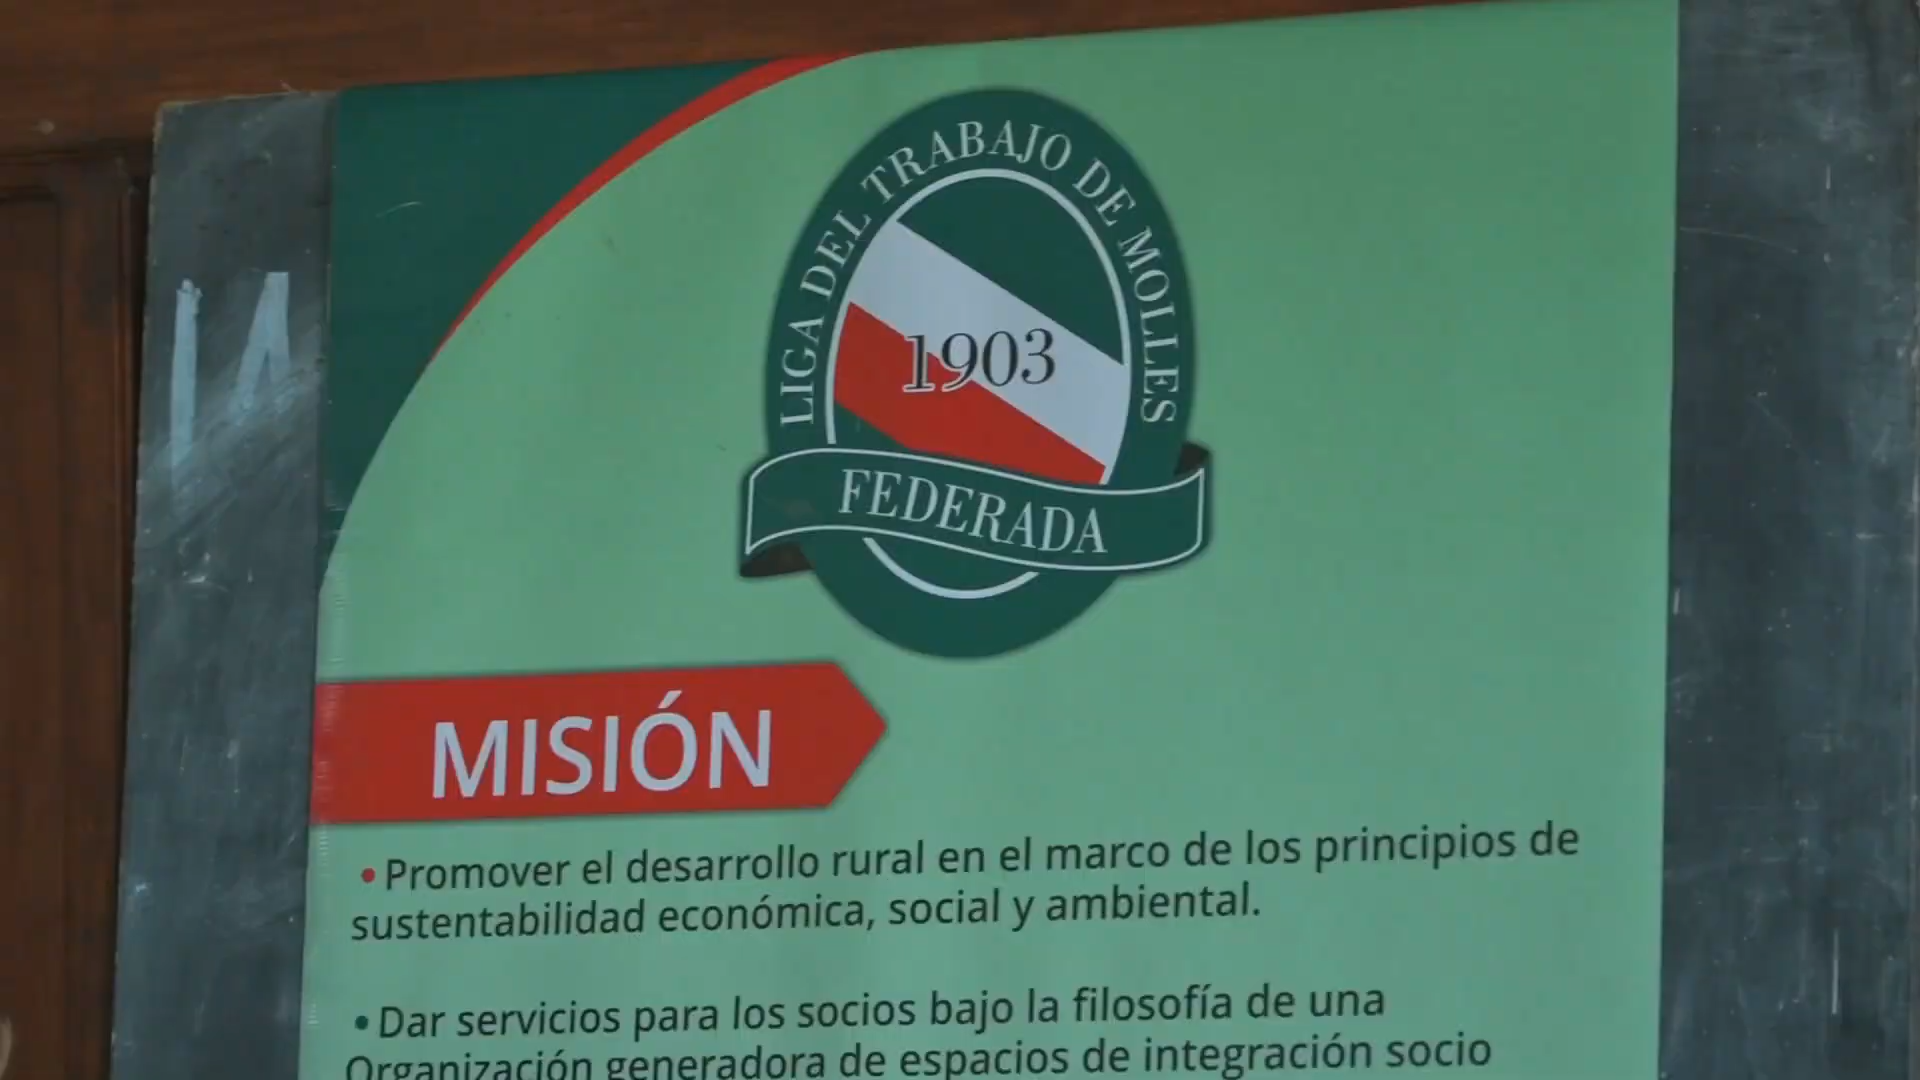 LIGA DEL TRABAJO DE MOLLES
1903
FEDERADA
MISIÓN
• Promover el desarrollo rural en el marco de los principios de
sustentabilidad económica, social y ambiental.
• Dar servicios para los socios bajo la filosofía de una
Organización generadora de espacios de integración socio